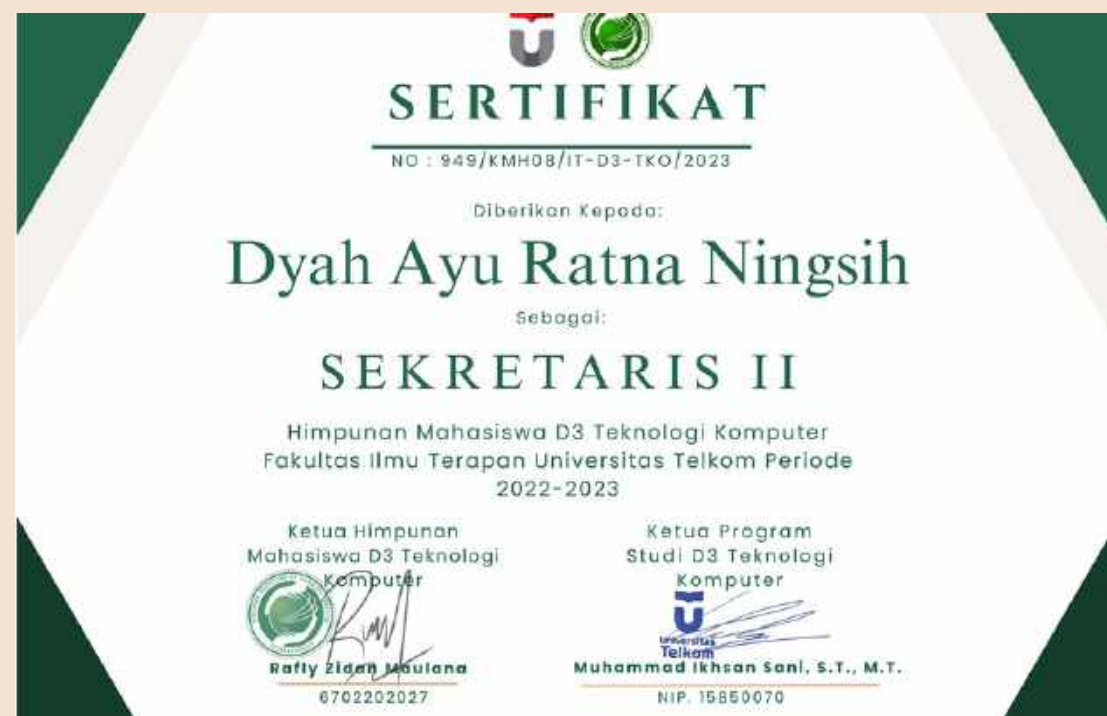 SERTIFIKAT
NO : 949/KMH08/IT-D3-TKO/2023
Diberikan Kepada:
Dyah Ayu Ratna Ningsih
Sebagai:
SEKRETARIS II
Himpunan Mahasiswa D3 Teknologi Komputer
Fakultas Ilmu Terapan Universitas Telkom Periode
2022-2023
Ketua Himpunan
Mahasiswa D3 Teknologi
Komputer
Rafly Zidan Maulana
6702202027
Ketua Program
Studi D3 Teknologi
Komputer
Universitas
Telkom
Muhammad Ikhsan Sani, S.T., M.T.
NIP. 15850070